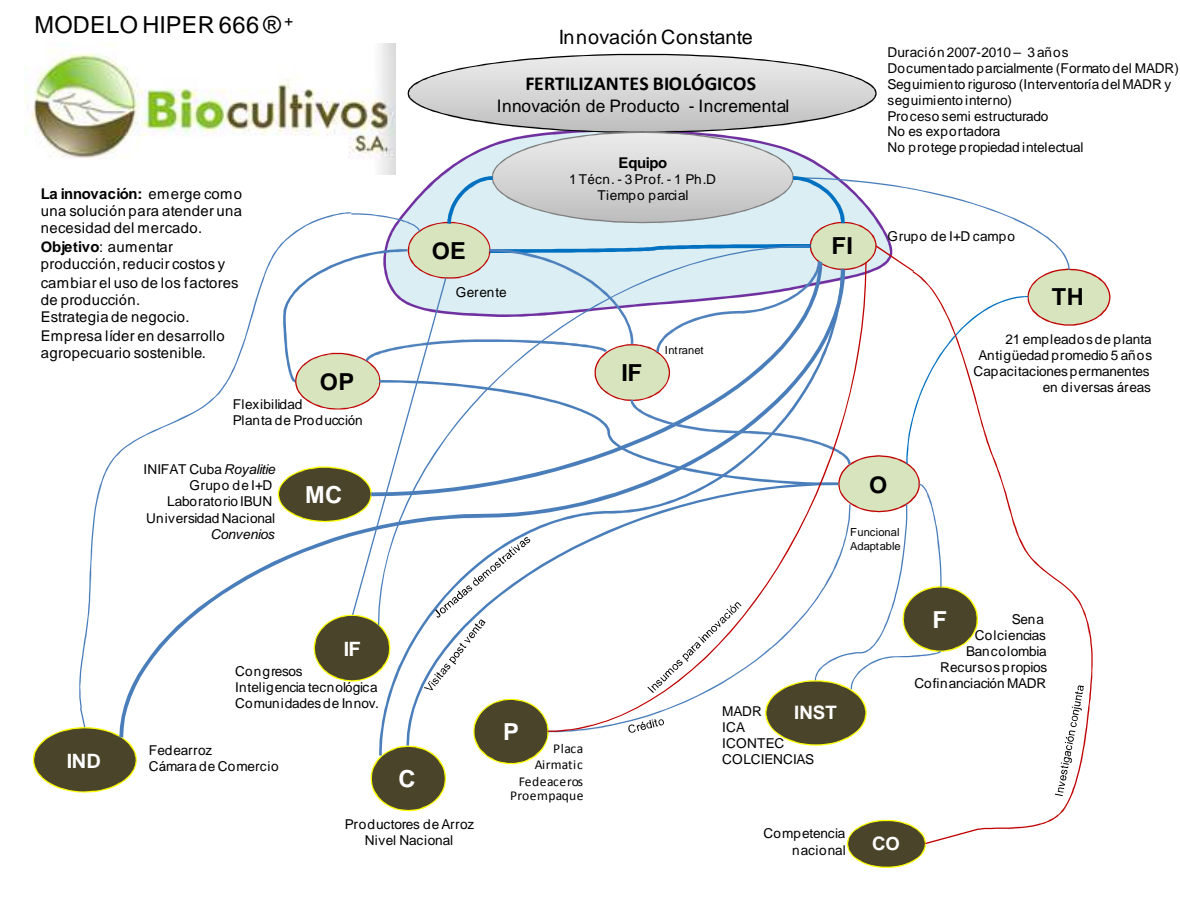 MODELO HIPER 666®+
Biocultivos
S.A.
Innovación Constante
FERTILIZANTES BIOLÓGICOS
Innovación de Producto - Incremental
Duración 2007-2010 – 3 años
Documentado parcialmente (Formato del MADR)
Seguimiento riguroso (Interventoría del MADR y
seguimiento interno)
Proceso semi estructurado
No es exportadora
No protege propiedad intelectual
Equipo
1 Técn. - 3 Prof. - 1 Ph.D
Tiempo parcial
La innovación: emerge como
una solución para atender una
necesidad del mercado.
Objetivo: aumentar
producción, reducir costos y
cambiar el uso de los factores
de producción.
Estrategia de negocio.
Empresa líder en desarrollo
agropecuario sostenible.
OE
Gerente
FI
Grupo de I+D campo
TH
21 empleados de planta
Antigüedad promedio 5 años
Capacitaciones permanentes
en diversas áreas
OP
Flexibilidad
Planta de Producción
IF
Intranet
INIFAT Cuba Royalitie
Grupo de I+D
Laboratorio IBUN
Universidad Nacional
Convenios
MC
O
Funcional
Adaptable
Jornadas demostrativas
Visitas post venta
Insumos para innovación
Crédito
Investigación conjunta
IF
Congresos
Inteligencia tecnológica
Comunidades de Innov.
F
Sena
Colciencias
Bancolombia
Recursos propios
Cofinanciación MADR
INST
MADR
ICA
ICONTEC
COLCIENCIAS
P
Placa
Airmatic
Fedeaceros
Proempaque
IND
Fedearroz
Cámara de Comercio
C
Productores de Arroz
Nivel Nacional
Competencia
nacional
CO